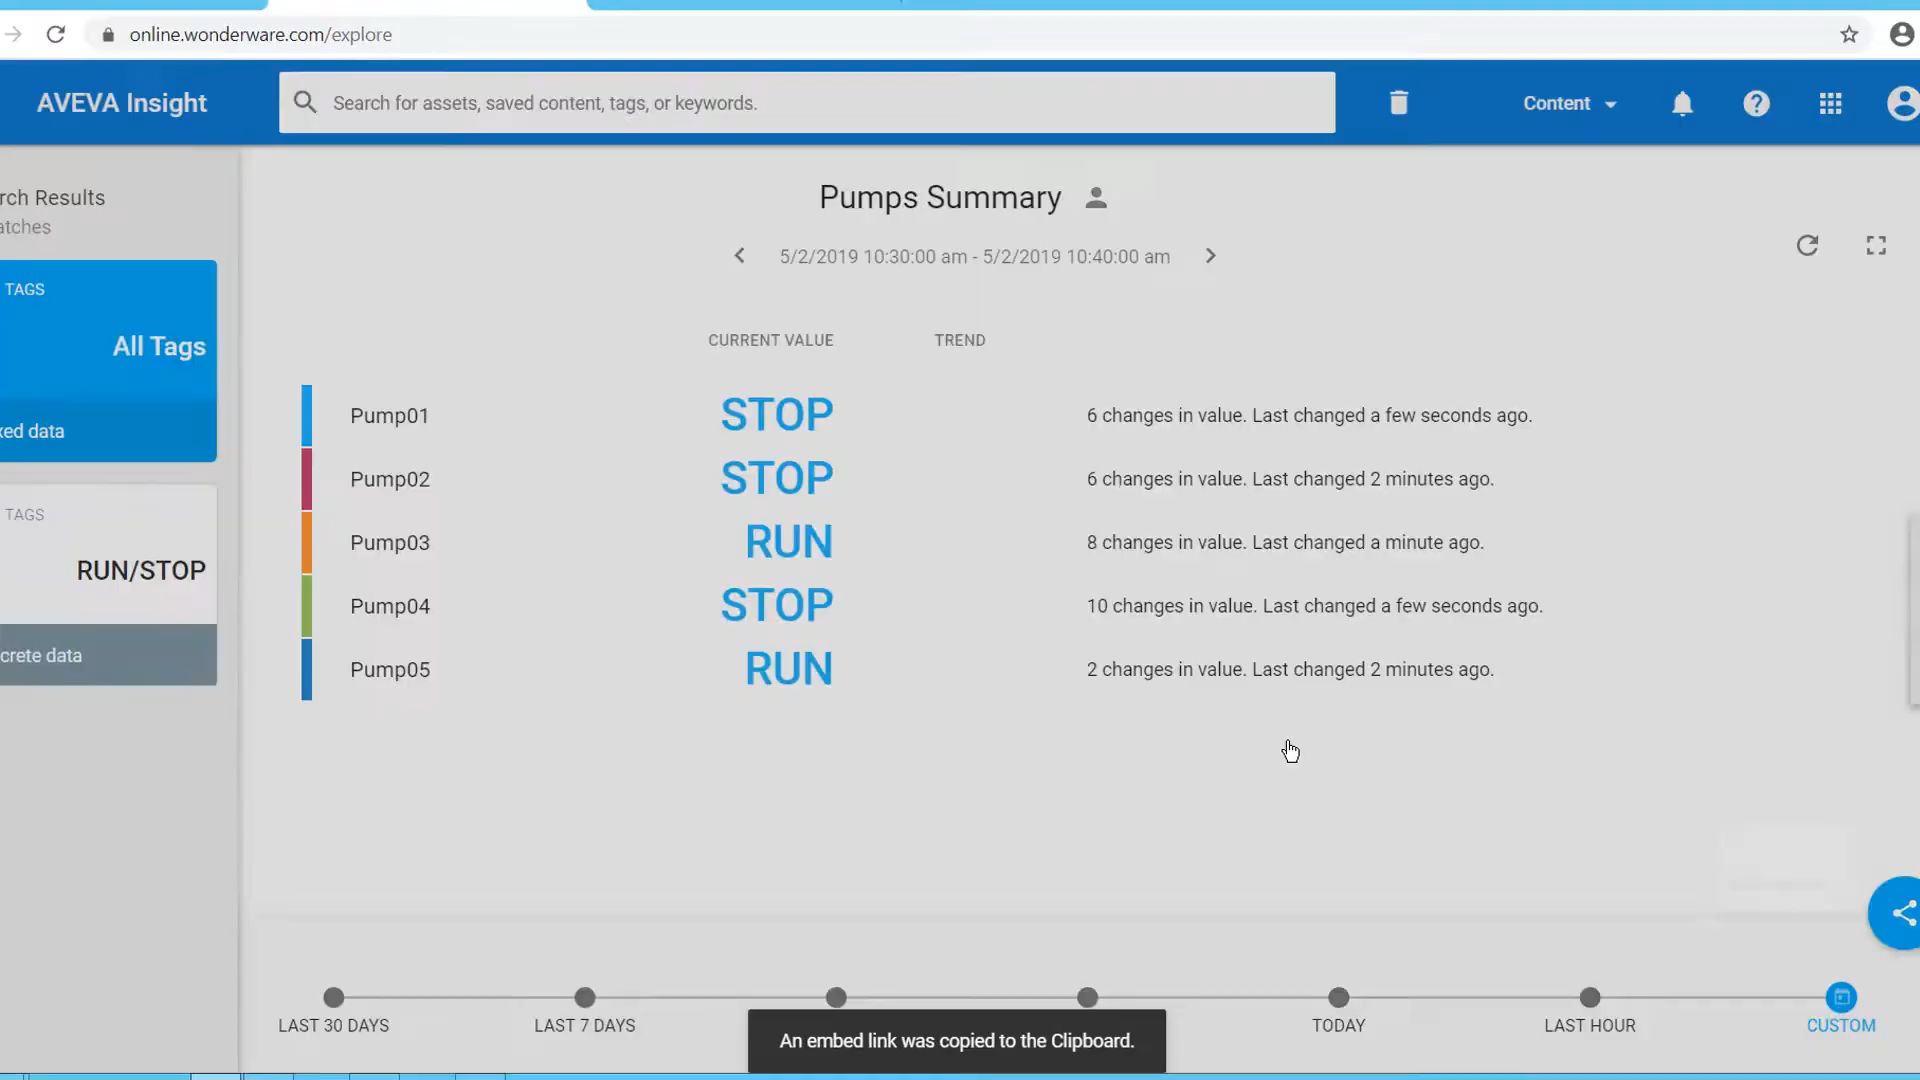 online.wonderware.com/explore
AVEVA Insight
Search for assets, saved content, tags, or keywords.
Content
rch Results
atches
TAGS
All Tags
xed data
TAGS
RUN/STOP
crete data
Pumps Summary
5/2/2019 10:30:00 am - 5/2/2019 10:40:00 am
CURRENT VALUE TREND
Pump01 STOP 6 changes in value. Last changed a few seconds ago.
Pump02 STOP 6 changes in value. Last changed 2 minutes ago.
Pump03 RUN 8 changes in value. Last changed a minute ago.
Pump04 STOP 10 changes in value. Last changed a few seconds ago.
Pump05 RUN 2 changes in value. Last changed 2 minutes ago.
LAST 30 DAYS LAST 7 DAYS TODAY LAST HOUR CUSTOM
An embed link was copied to the Clipboard.